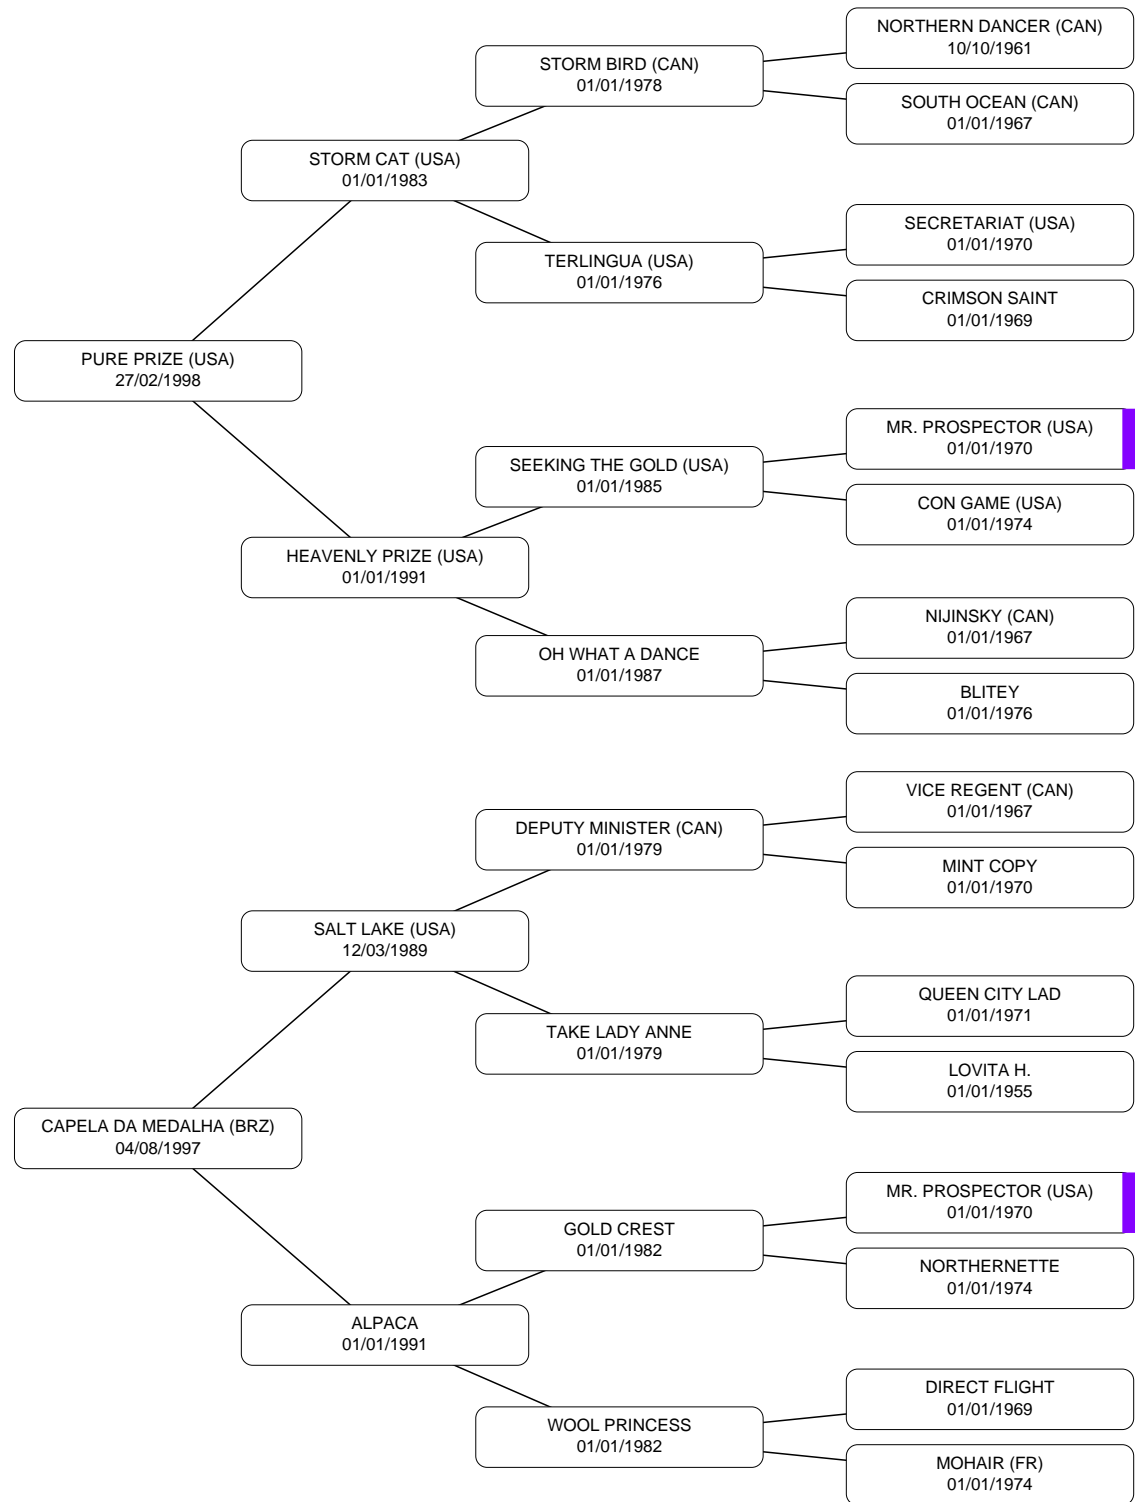 NORTHERN DANCER (CAN)
10/10/1961
STORM BIRD (CAN)
01/01/1978
SOUTH OCEAN (CAN)
01/01/1967
STORM CAT (USA)
01/01/1983
SECRETARIAT (USA)
01/01/1970
TERLINGUA (USA)
01/01/1976
CRIMSON SAINT
01/01/1969
PURE PRIZE (USA)
27/02/1998
MR. PROSPECTOR (USA)
01/01/1970
SEEKING THE GOLD (USA)
01/01/1985
CON GAME (USA)
01/01/1974
HEAVENLY PRIZE (USA)
01/01/1991
NIJINSKY (CAN)
01/01/1967
OH WHAT A DANCE
01/01/1987
BLITEY
01/01/1976
VICE REGENT (CAN)
01/01/1967
DEPUTY MINISTER (CAN)
01/01/1979
MINT COPY
01/01/1970
SALT LAKE (USA)
12/03/1989
QUEEN CITY LAD
01/01/1971
TAKE LADY ANNE
01/01/1979
LOVITA H.
01/01/1955
CAPELA DA MEDALHA (BRZ)
04/08/1997
MR. PROSPECTOR (USA)
01/01/1970
GOLD CREST
01/01/1982
NORTHERNETTE
01/01/1974
ALPACA
01/01/1991
DIRECT FLIGHT
01/01/1969
WOOL PRINCESS
01/01/1982
MOHAIR (FR)
01/01/1974